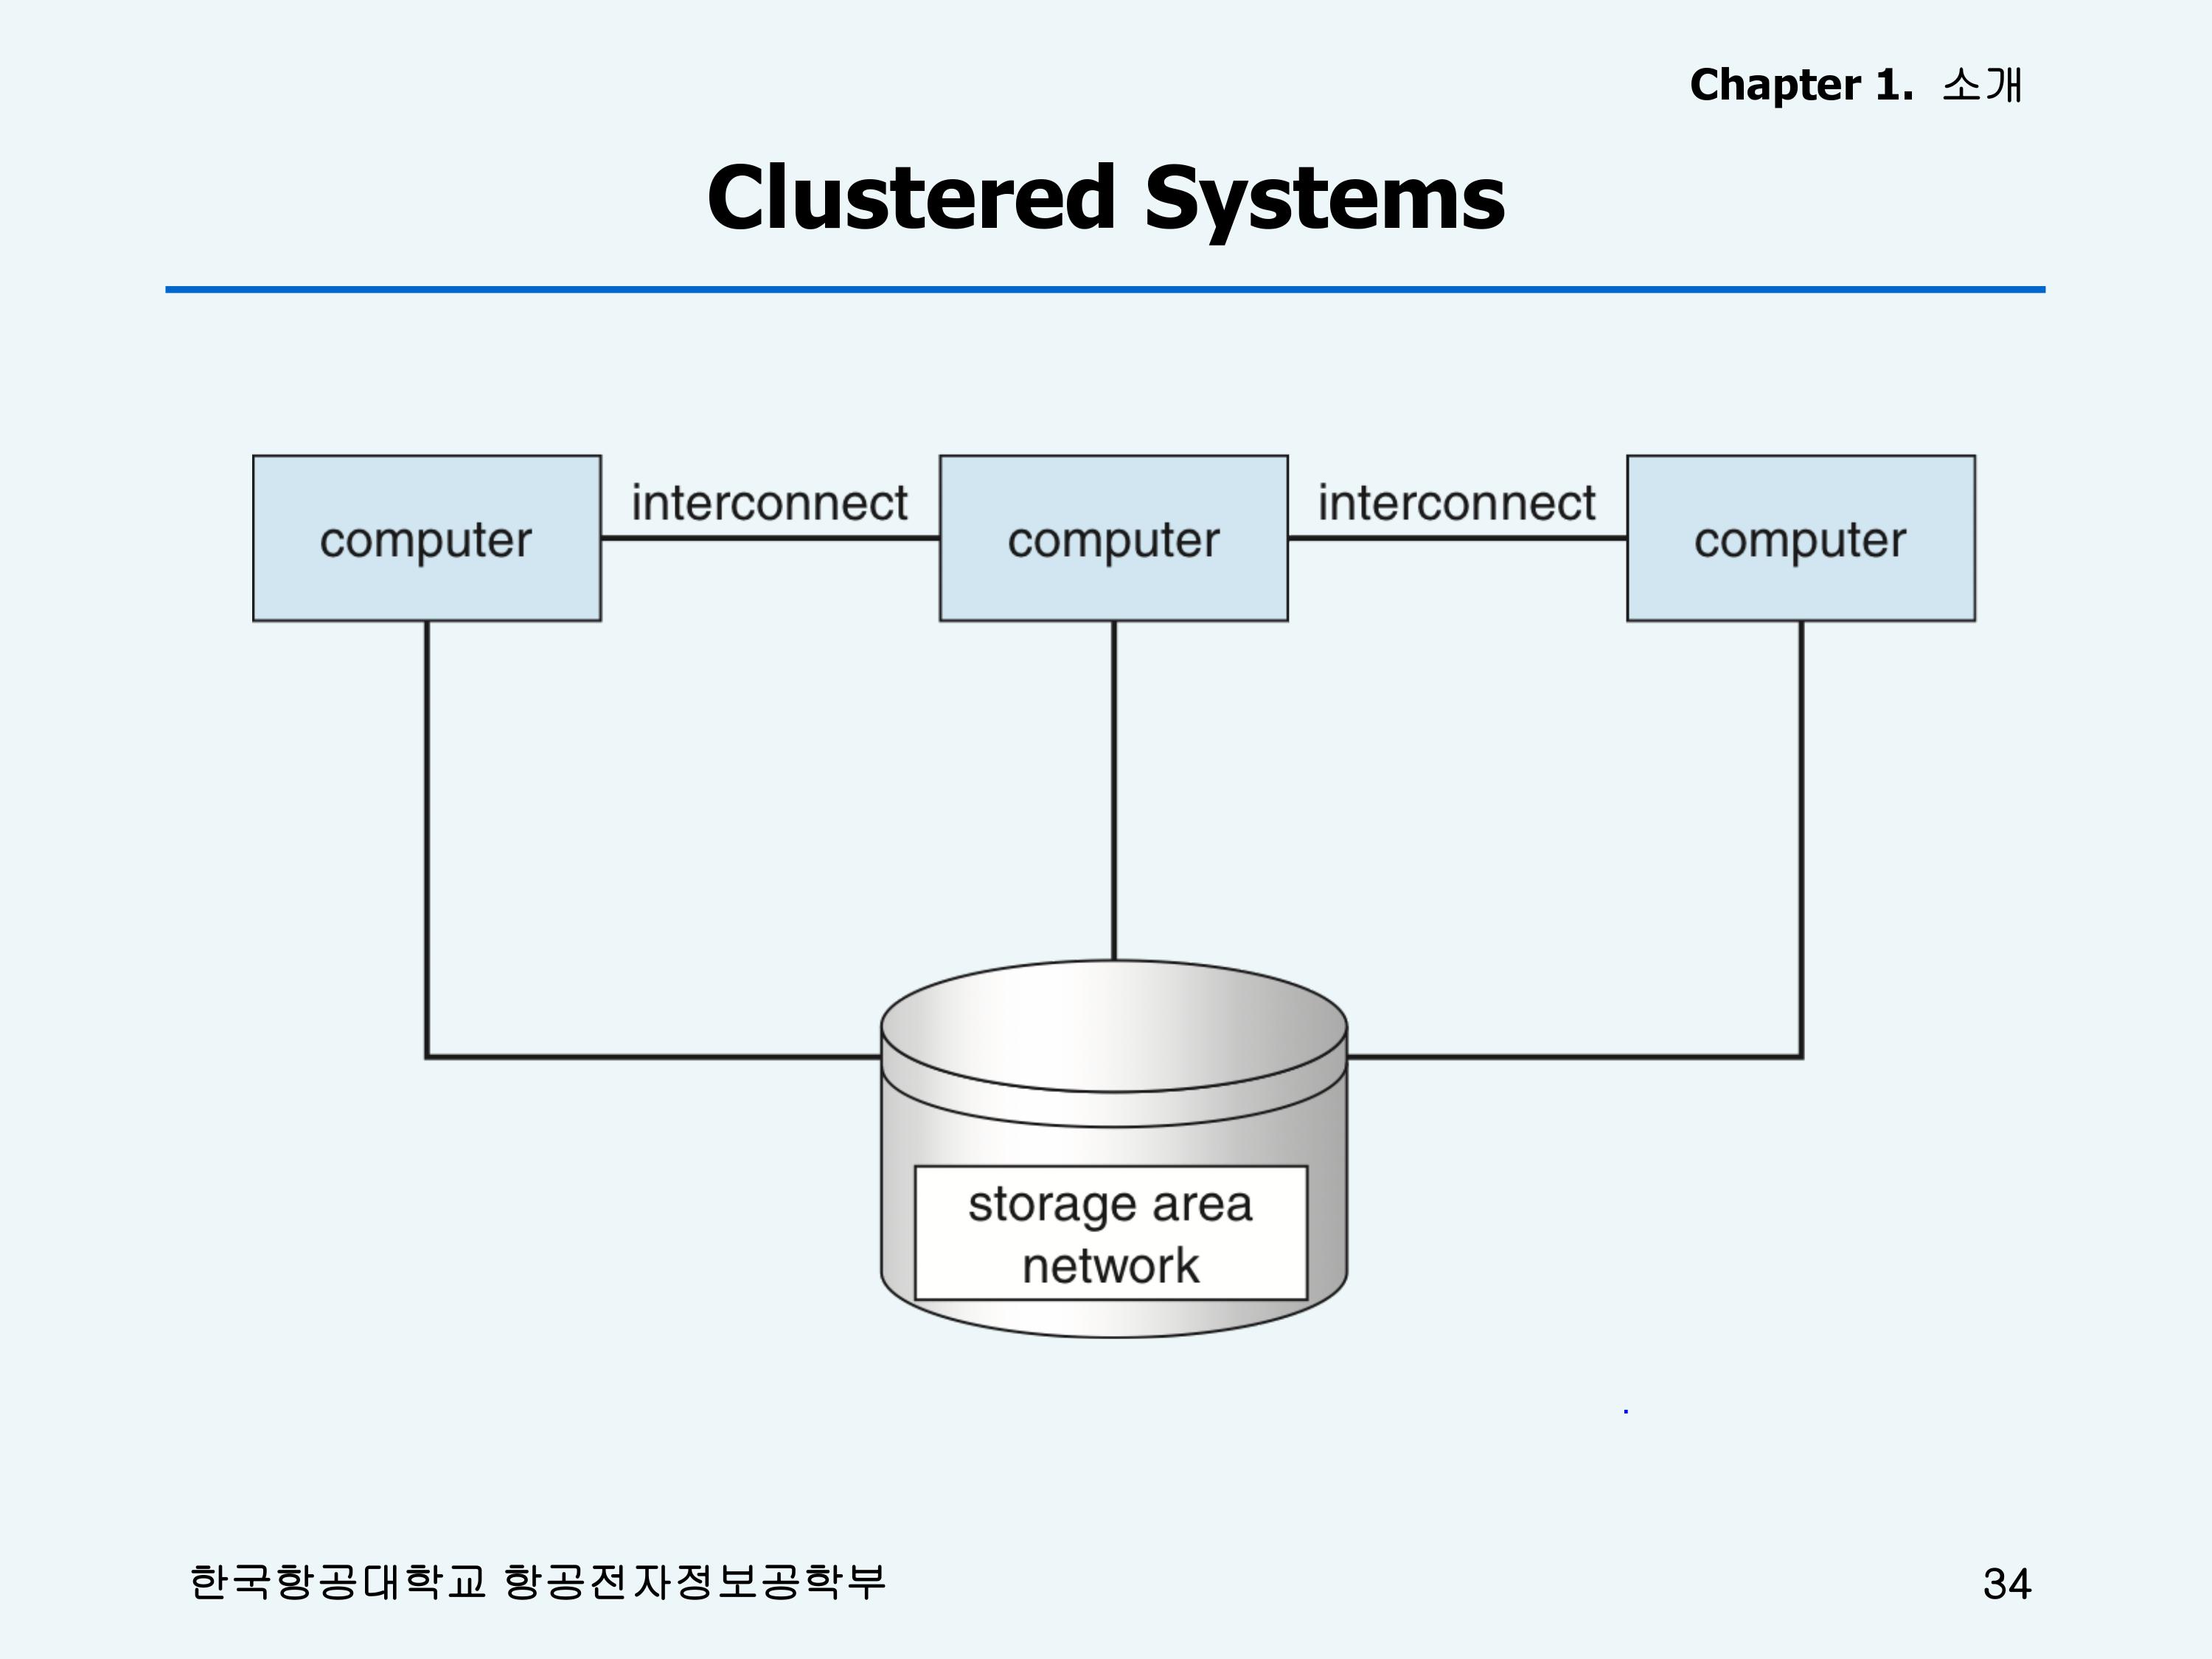 Chapter 1. 소개
Clustered Systems
computer
interconnect
computer
interconnect
computer
storage area
network
한국항공대학교 항공전자정보공학부
34